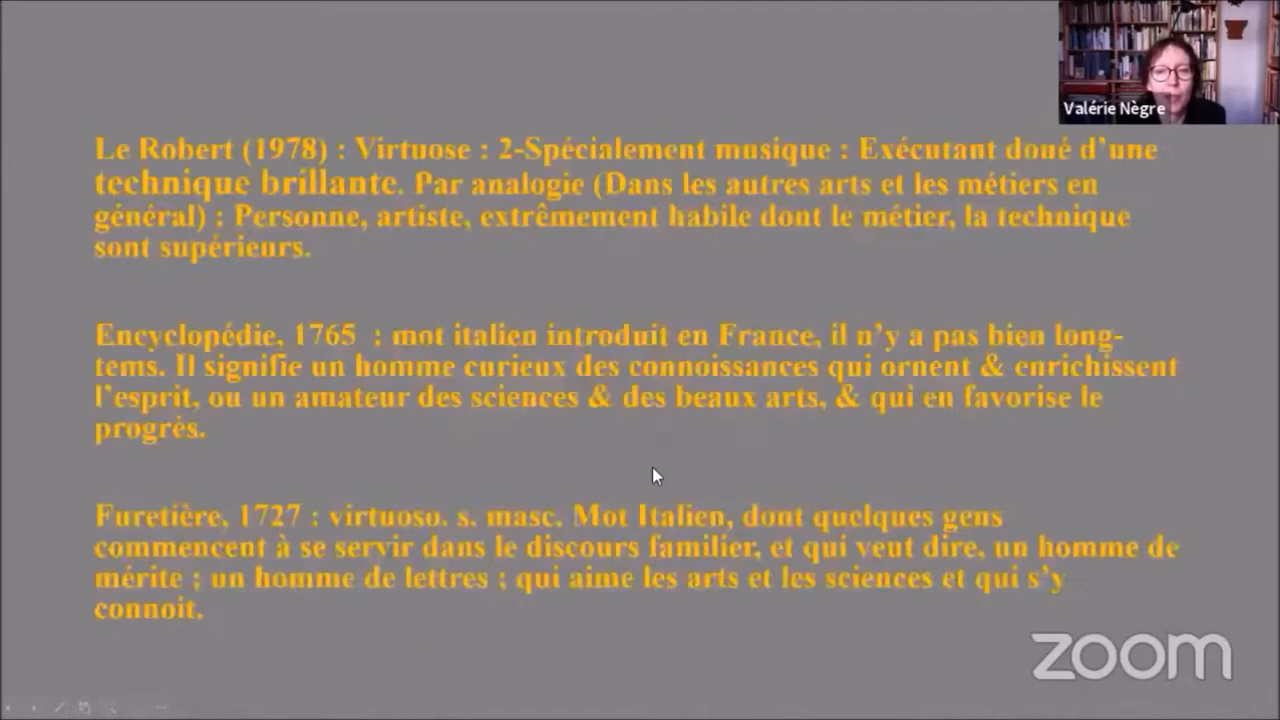 Valérie Nègre
Le Robert (1978) : Virtuose : 2-Spécialement musique : Exécutant doué d’une
technique brillante. Par analogie (Dans les autres arts et les métiers en
général) : Personne, artiste, extrêmement habile dont le métier, la technique
sont supérieurs.
Encyclopédie, 1765 : mot italien introduit en France, il n’y a pas bien long-
tems. Il signifie un homme curieux des connoissances qui ornent & enrichissent
l’esprit, ou un amateur des sciences & des beaux arts, & qui en favorise le
progrès.
Furetière, 1727 : virtuoso. s. masc. Mot Italien, dont quelques gens
commencent à se servir dans le discours familier, et qui veut dire, un homme de
mérite ; un homme de lettres ; qui aime les arts et les sciences et qui s’y
connoit.
zoom